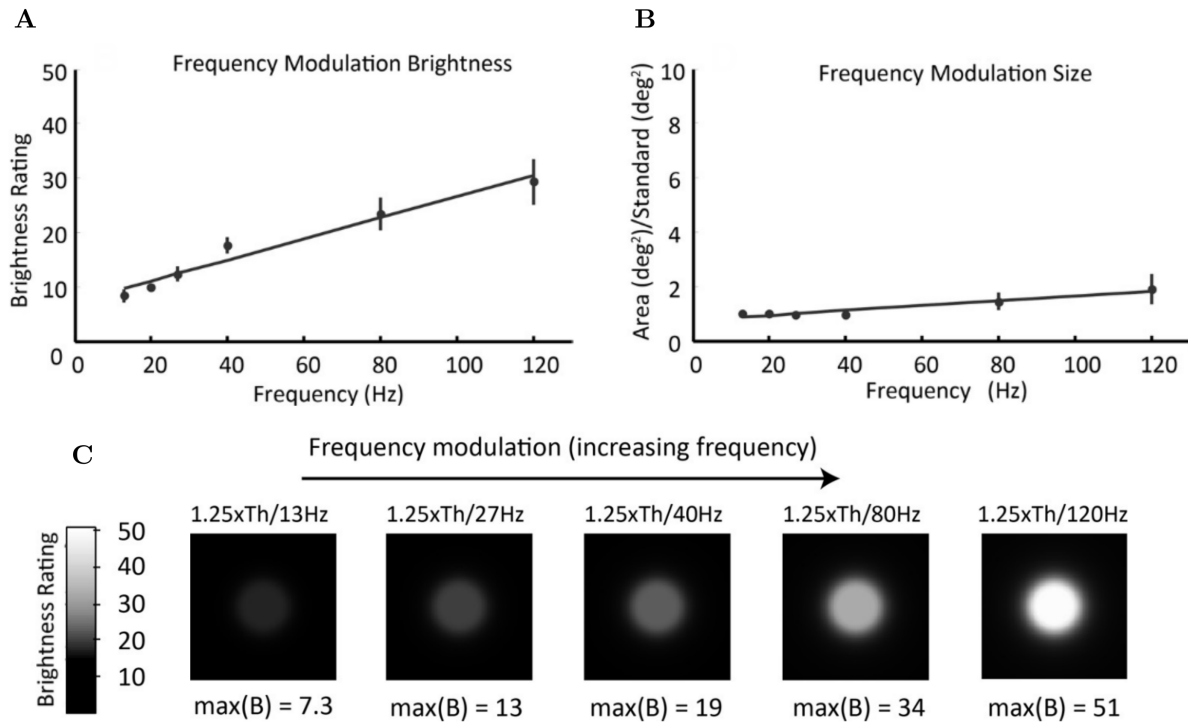 A
Frequency Modulation Brightness
Brightness Rating
50
40
30
20
10
0
0 20 40 60 80 100 120
Frequency (Hz)
B
Frequency Modulation Size
Area (deg²)/Standard (deg²)
10
8
6
4
2
0
0 20 40 60 80 100 120
Frequency (Hz)
C
Frequency modulation (increasing frequency)
Brightness Rating
50
40
30
20
10
1.25xTh/13Hz 1.25xTh/27Hz 1.25xTh/40Hz 1.25xTh/80Hz 1.25xTh/120Hz
max(B) = 7.3 max(B) = 13 max(B) = 19 max(B) = 34 max(B) = 51